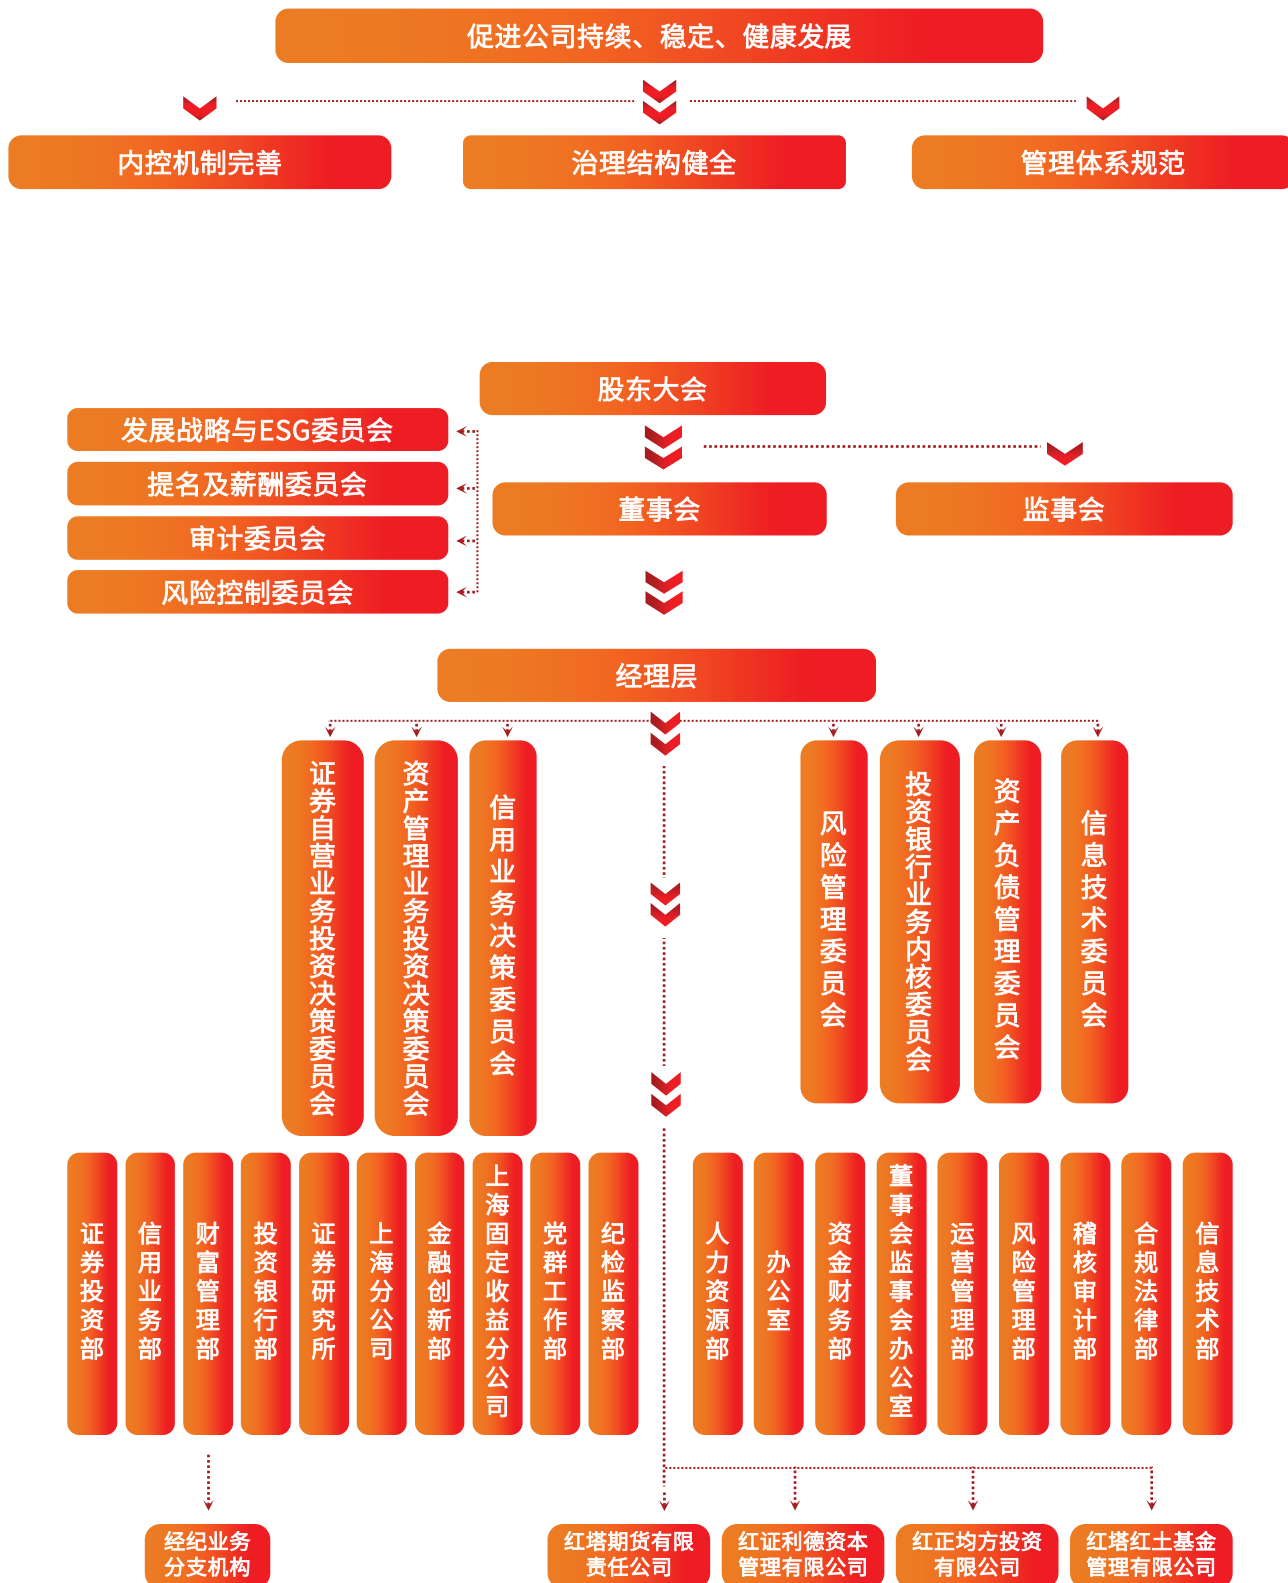 促进公司持续、稳定、健康发展
内控机制完善
治理结构健全
管理体系规范
股东大会
发展战略与ESG委员会
提名及薪酬委员会
审计委员会
风险控制委员会
董事会
监事会
经理层
证券自营业务投资决策委员会
资产管理业务投资决策委员会
信用业务决策委员会
风险管理委员会
投资银行业务内核委员会
资产负债管理委员会
信息技术委员会
证券投资部
信用业务部
财富管理部
投资银行部
证券研究所
上海分公司
金融创新部
上海固定收益分公司
党群工作部
纪检监察部
人力资源部
办公室
资金财务部
董事会监事会办公室
运营管理部
风险管理部
稽核审计部
合规法律部
信息技术部
经纪业务
分支机构
红塔期货有限
责任公司
红证利德资本
管理有限公司
红正均方投资
有限公司
红塔红土基金
管理有限公司